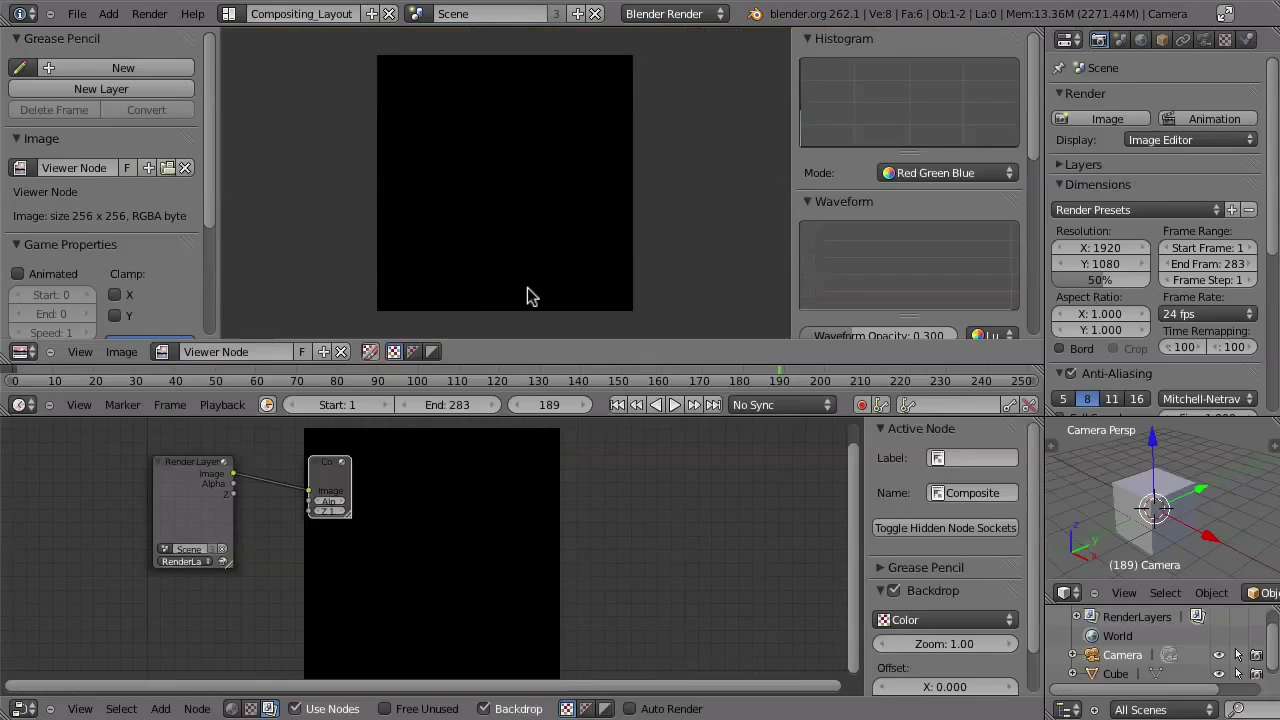 File Add Render Help Compositing_Layout Scene 3 Blender Render blender.org 262.1 | Ve:8 | Fa:6 | Ob:1-2 | La:0 | Mem:13.36M (2271.44M) | Camera
Grease Pencil
New
New Layer
Delete Frame Convert
Image
Viewer Node F
Viewer Node
Image: size 256 x 256, RGBA byte
Game Properties
Animated Clamp:
Start: 0 X
End: 0 Y
Speed: 1
Histogram
Mode: Red Green Blue
Waveform
Waveform Opacity: 0.300 Lu
View Image Viewer Node F
Scene
Render
Image Animation
Display: Image Editor
Layers
Dimensions
Render Presets
Resolution: Frame Range:
X: 1920 Start Frame: 1
Y: 1080 End Fram: 283
50% Frame Step: 1
Aspect Ratio: Frame Rate:
X: 1.000 24 fps
Y: 1.000 Time Remapping:
Bord Crop 100 100
Anti-Aliasing
5 8 11 16 Mitchell-Netrav
0 10 20 30 40 50 60 70 80 90 100 110 120 130 140 150 160 170 180 190 200 210 220 230 240 250
View Marker Frame Playback Start: 1 End: 283 189 No Sync
Render Layer
Image
Alpha
Z
Scene
RenderLa
Co
Image
Alp
Z 1
Active Node
Label:
Name: Composite
Toggle Hidden Node Sockets
Grease Pencil
Backdrop
Color
Zoom: 1.00
Offset:
X: 0.000
View Select Add Node Use Nodes Free Unused Backdrop Auto Render
Camera Persp
z
y
x
(189) Camera
View Select Object Obj
RenderLayers |
World
Camera |
Cube |
All Scenes